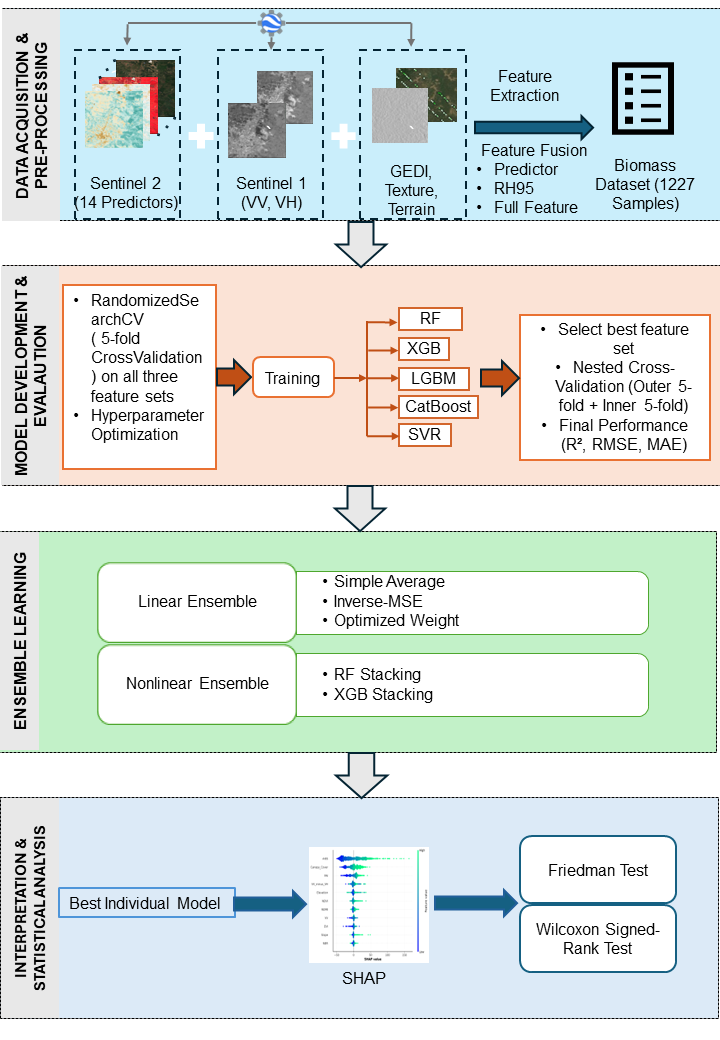 DATA ACQUISITION &
PRE-PROCESSING
Sentinel 2
(14 Predictors)
Sentinel 1
(VV, VH)
GEDI,
Texture,
Terrain
Feature
Extraction
Feature Fusion
• Predictor
• RH95
• Full Feature
Biomass
Dataset (1227
Samples)
MODEL DEVELOPMENT &
EVALAUTION
• RandomizedSe
archCV
( 5-fold
CrossValidation
) on all three
feature sets
• Hyperparameter
Optimization
Training
RF
XGB
LGBM
CatBoost
SVR
• Select best feature
set
• Nested Cross-
Validation (Outer 5-
fold + Inner 5-fold)
• Final Performance
(R², RMSE, MAE)
ENSEMBLE LEARNING
Linear Ensemble
• Simple Average
• Inverse-MSE
• Optimized Weight
Nonlinear Ensemble
• RF Stacking
• XGB Stacking
INTERPRETATION &
STATISTICAL ANALYSIS
Best Individual Model
SHAP value
SHAP
Friedman Test
Wilcoxon Signed-
Rank Test